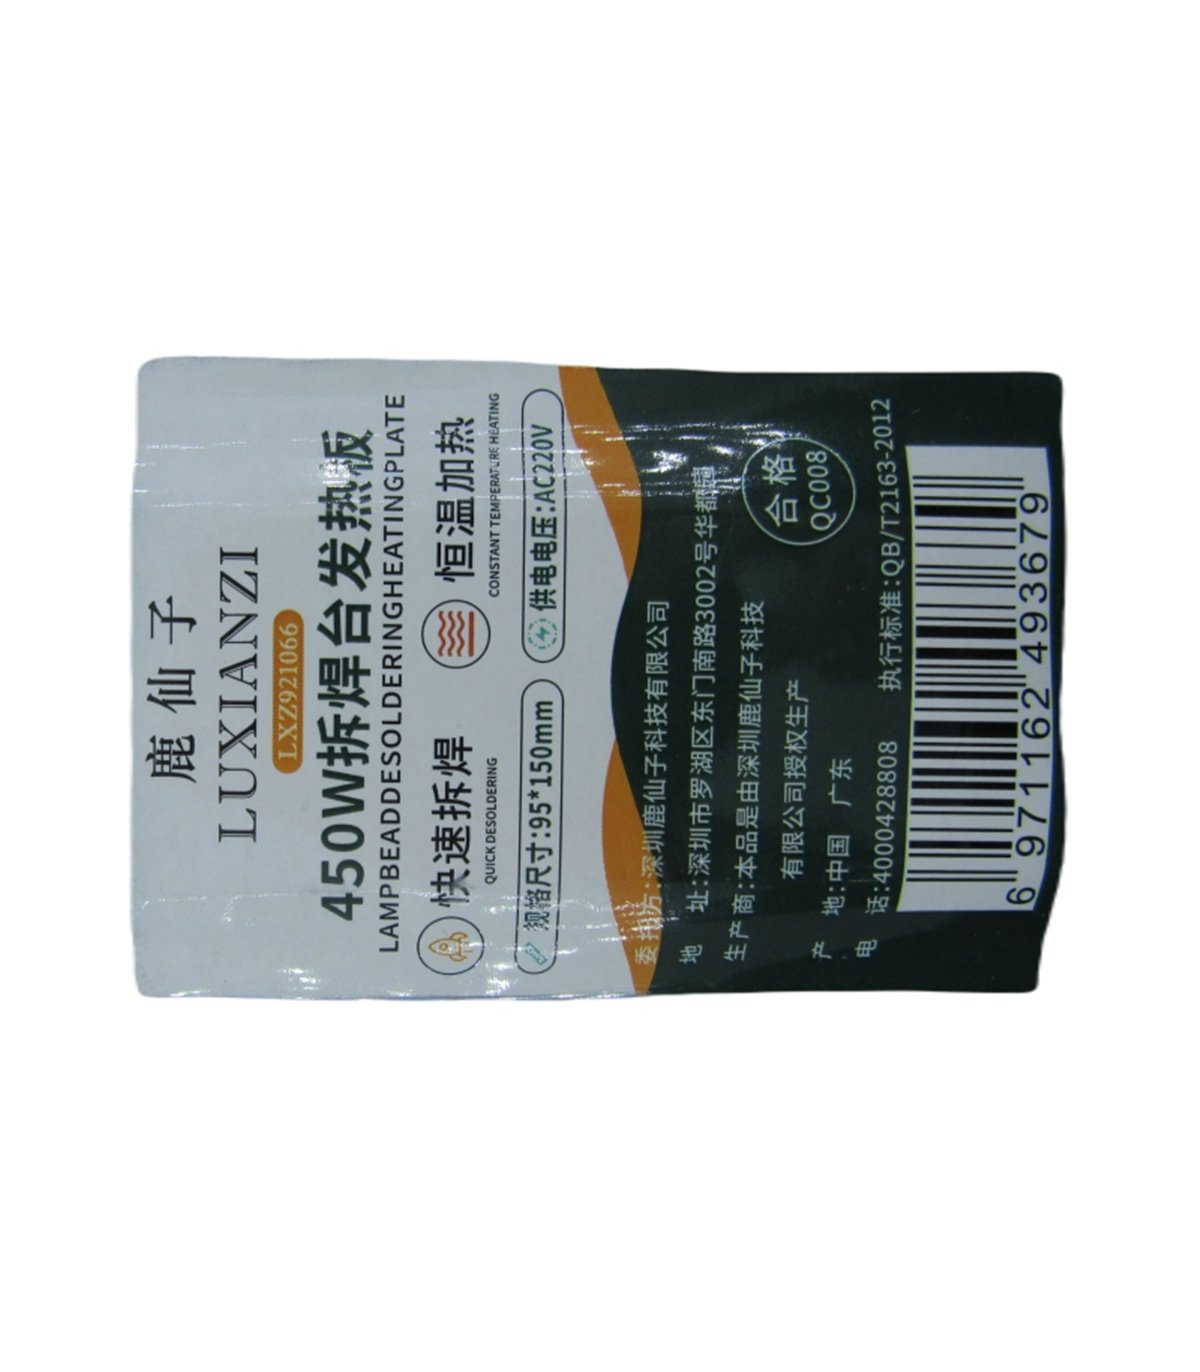 鹿仙子
LUXIANZI
LXZ921066
450W拆焊台发热板
LAMPBEADDESOLDERINGHEATINGPLATE
快速拆焊
QUICK DESOLDERING
恒温加热
CONSTANT TEMPERATURE HEATING
规格尺寸:95*150mm
供电电压:AC220V
委托方:深圳鹿仙子科技有限公司
地 址:深圳市罗湖区东门南路3002号华都园
生产商:本品是由深圳鹿仙子科技
有限公司授权生产
产 地:中国 广东
电 话:4000428808
执行标准:QB/T2163-2012
合格
QC008
6 971162 493679